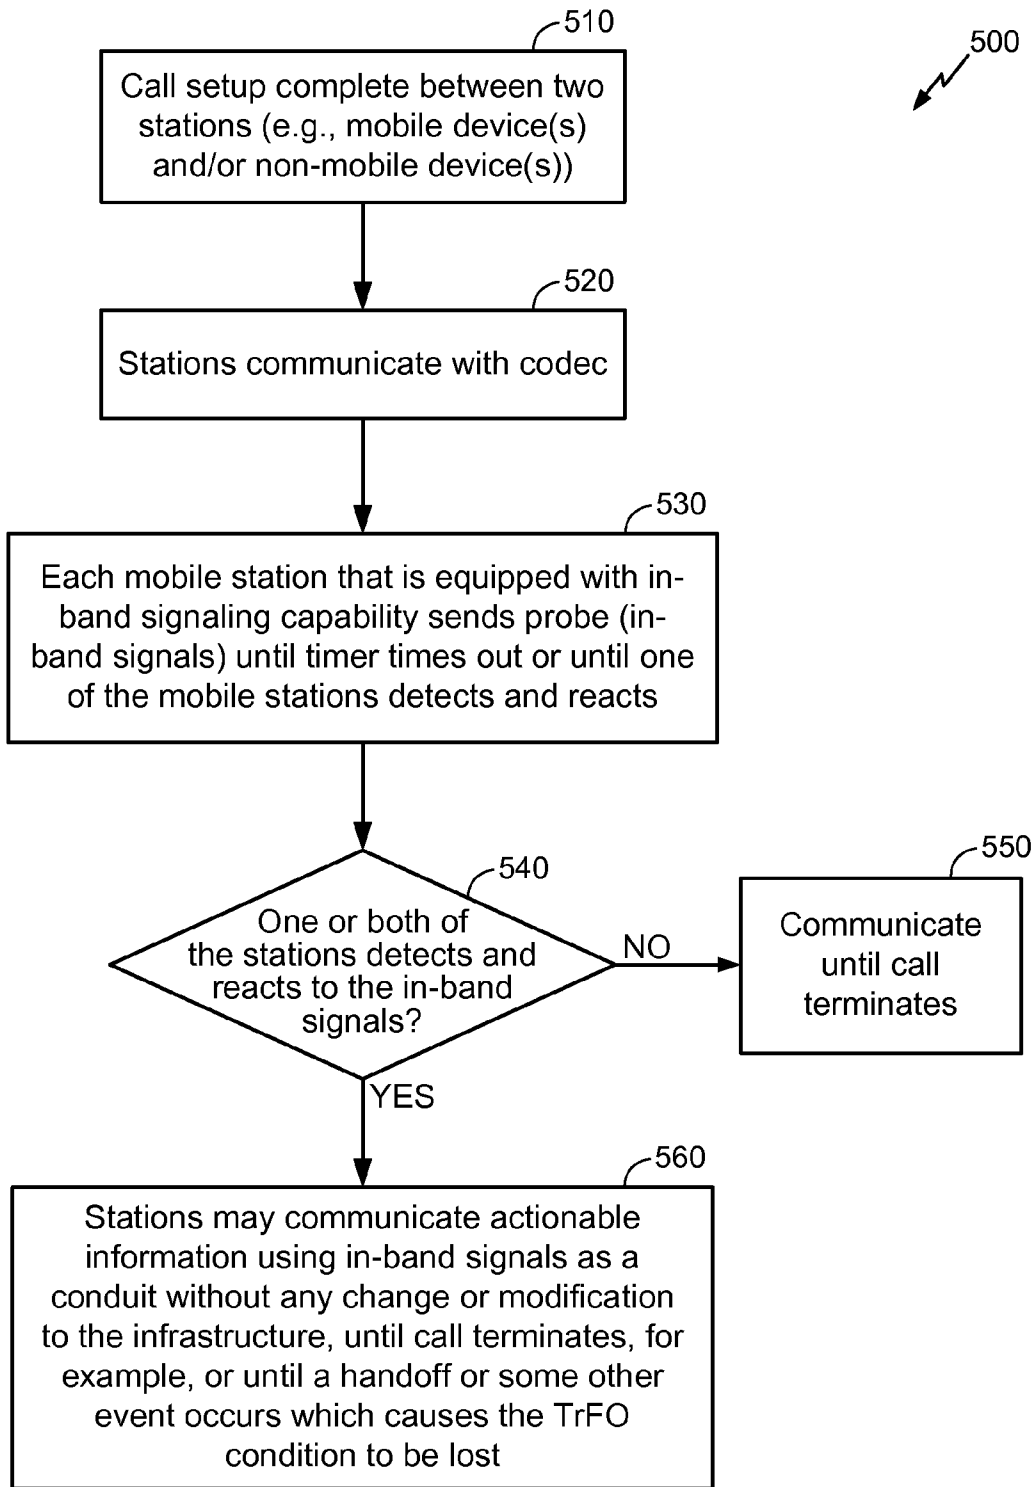 510
500
Call setup complete between two
stations (e.g., mobile device(s)
and/or non-mobile device(s))
520
Stations communicate with codec
530
Each mobile station that is equipped with in-
band signaling capability sends probe (in-
band signals) until timer times out or until one
of the mobile stations detects and reacts
540
One or both of
the stations detects and
reacts to the in-band
signals?
NO
550
Communicate
until call
terminates
YES
560
Stations may communicate actionable
information using in-band signals as a
conduit without any change or modification
to the infrastructure, until call terminates, for
example, or until a handoff or some other
event occurs which causes the TrFO
condition to be lost